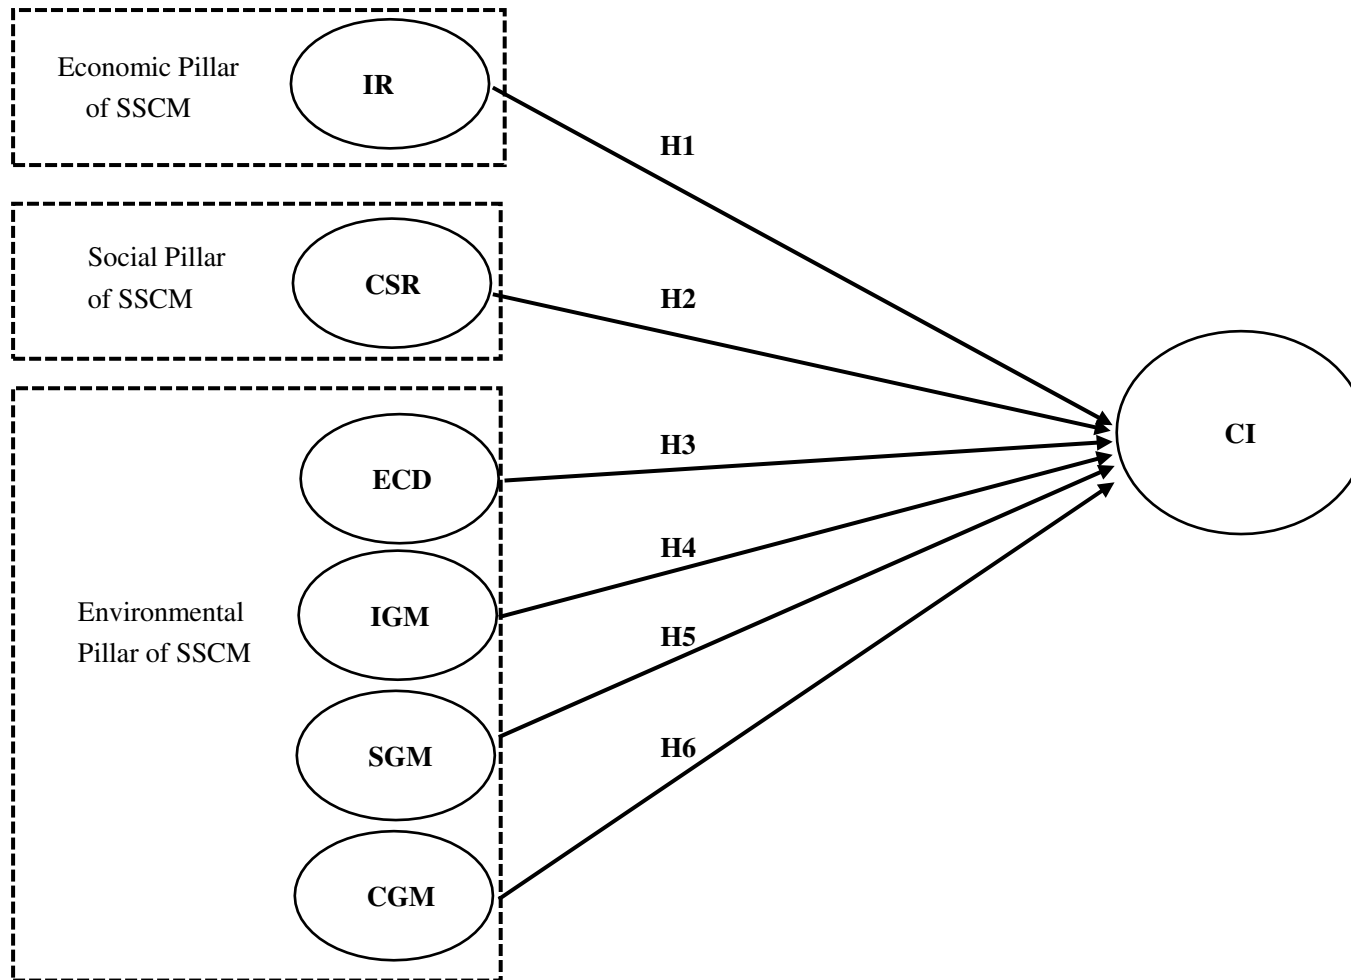 Economic Pillar
of SSCM
IR
H1
Social Pillar
of SSCM
CSR
H2
CI
ECD
H3
IGM
H4
Environmental
Pillar of SSCM
H5
SGM
H6
CGM